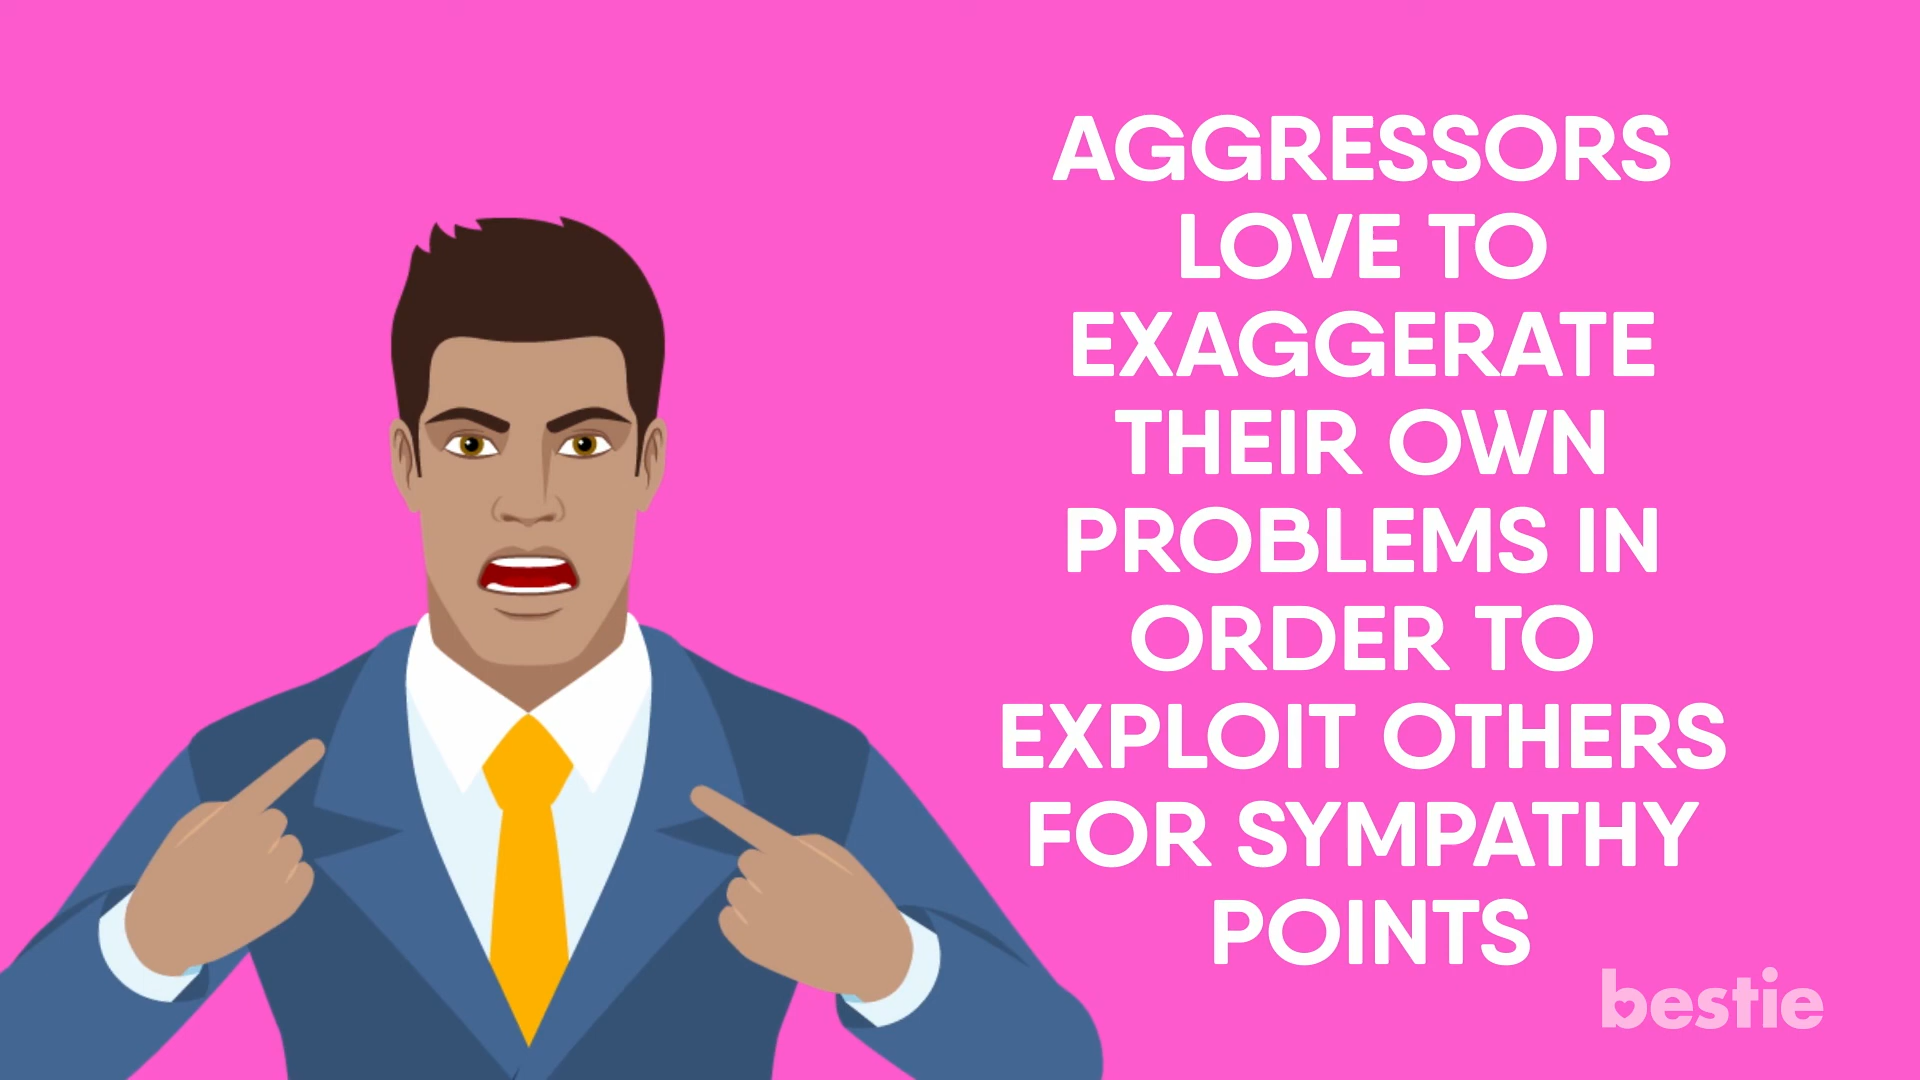 AGGRESSORS
LOVE TO
EXAGGERATE
THEIR OWN
PROBLEMS IN
ORDER TO
EXPLOIT OTHERS
FOR SYMPATHY
POINTS
bestie